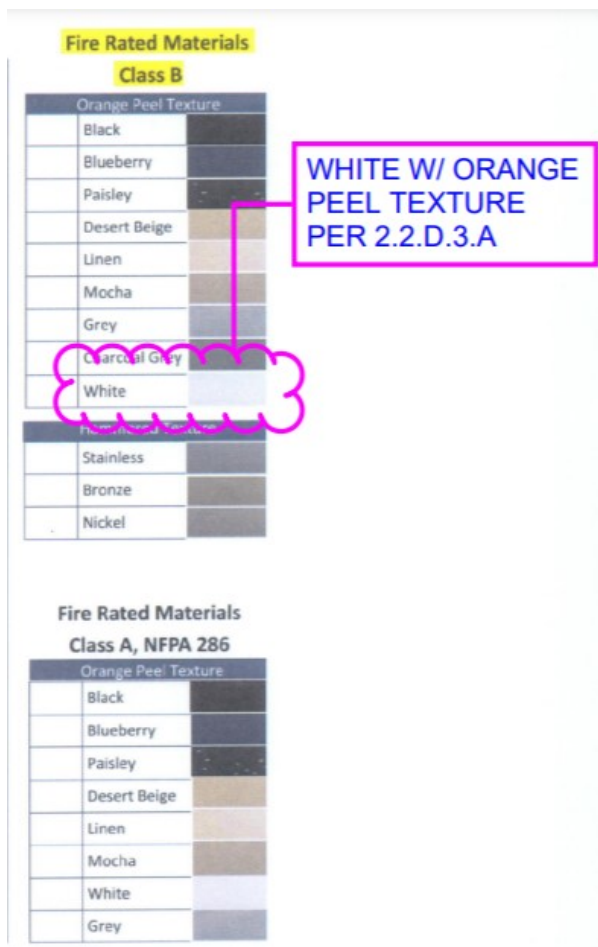 Fire Rated Materials
Class B
Orange Peel Texture
Black
Blueberry
Paisley
Desert Beige
Linen
Mocha
Grey
Charcoal Grey
White
Hammered Texture
Stainless
Bronze
Nickel
WHITE W/ ORANGE
PEEL TEXTURE
PER 2.2.D.3.A
Fire Rated Materials
Class A, NFPA 286
Orange Peel Texture
Black
Blueberry
Paisley
Desert Beige
Linen
Mocha
White
Grey